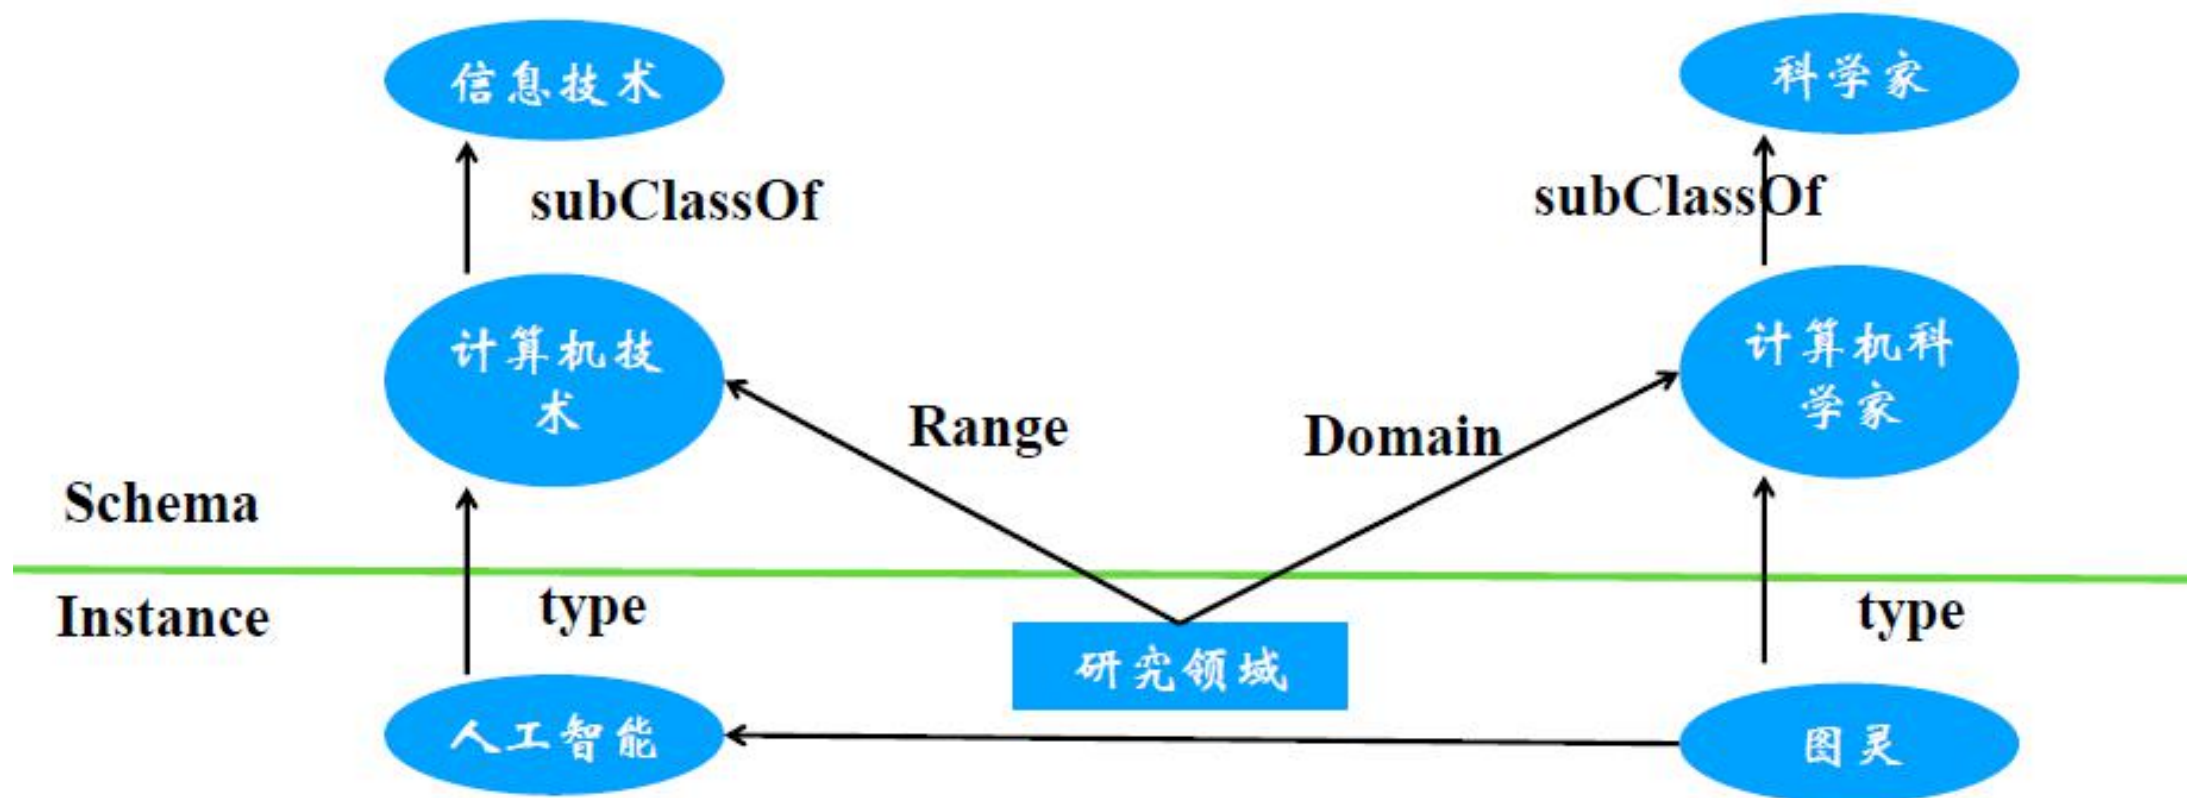 信息技术
科学家
subClassOf
subClassOf
计算机技
术
计算机科
学家
Range
Domain
Schema
Instance
type
type
研究领域
人工智能
图灵